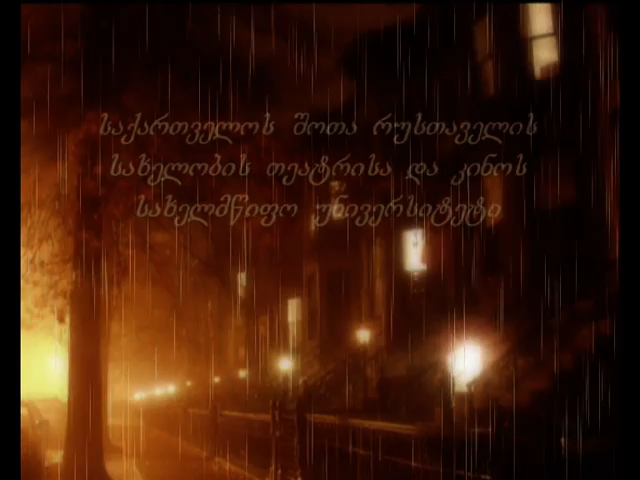 საქართველოს შოთა რუსთაველის
სახელობის თეატრისა და კინოს
სახელმწიფო უნივერსიტეტი